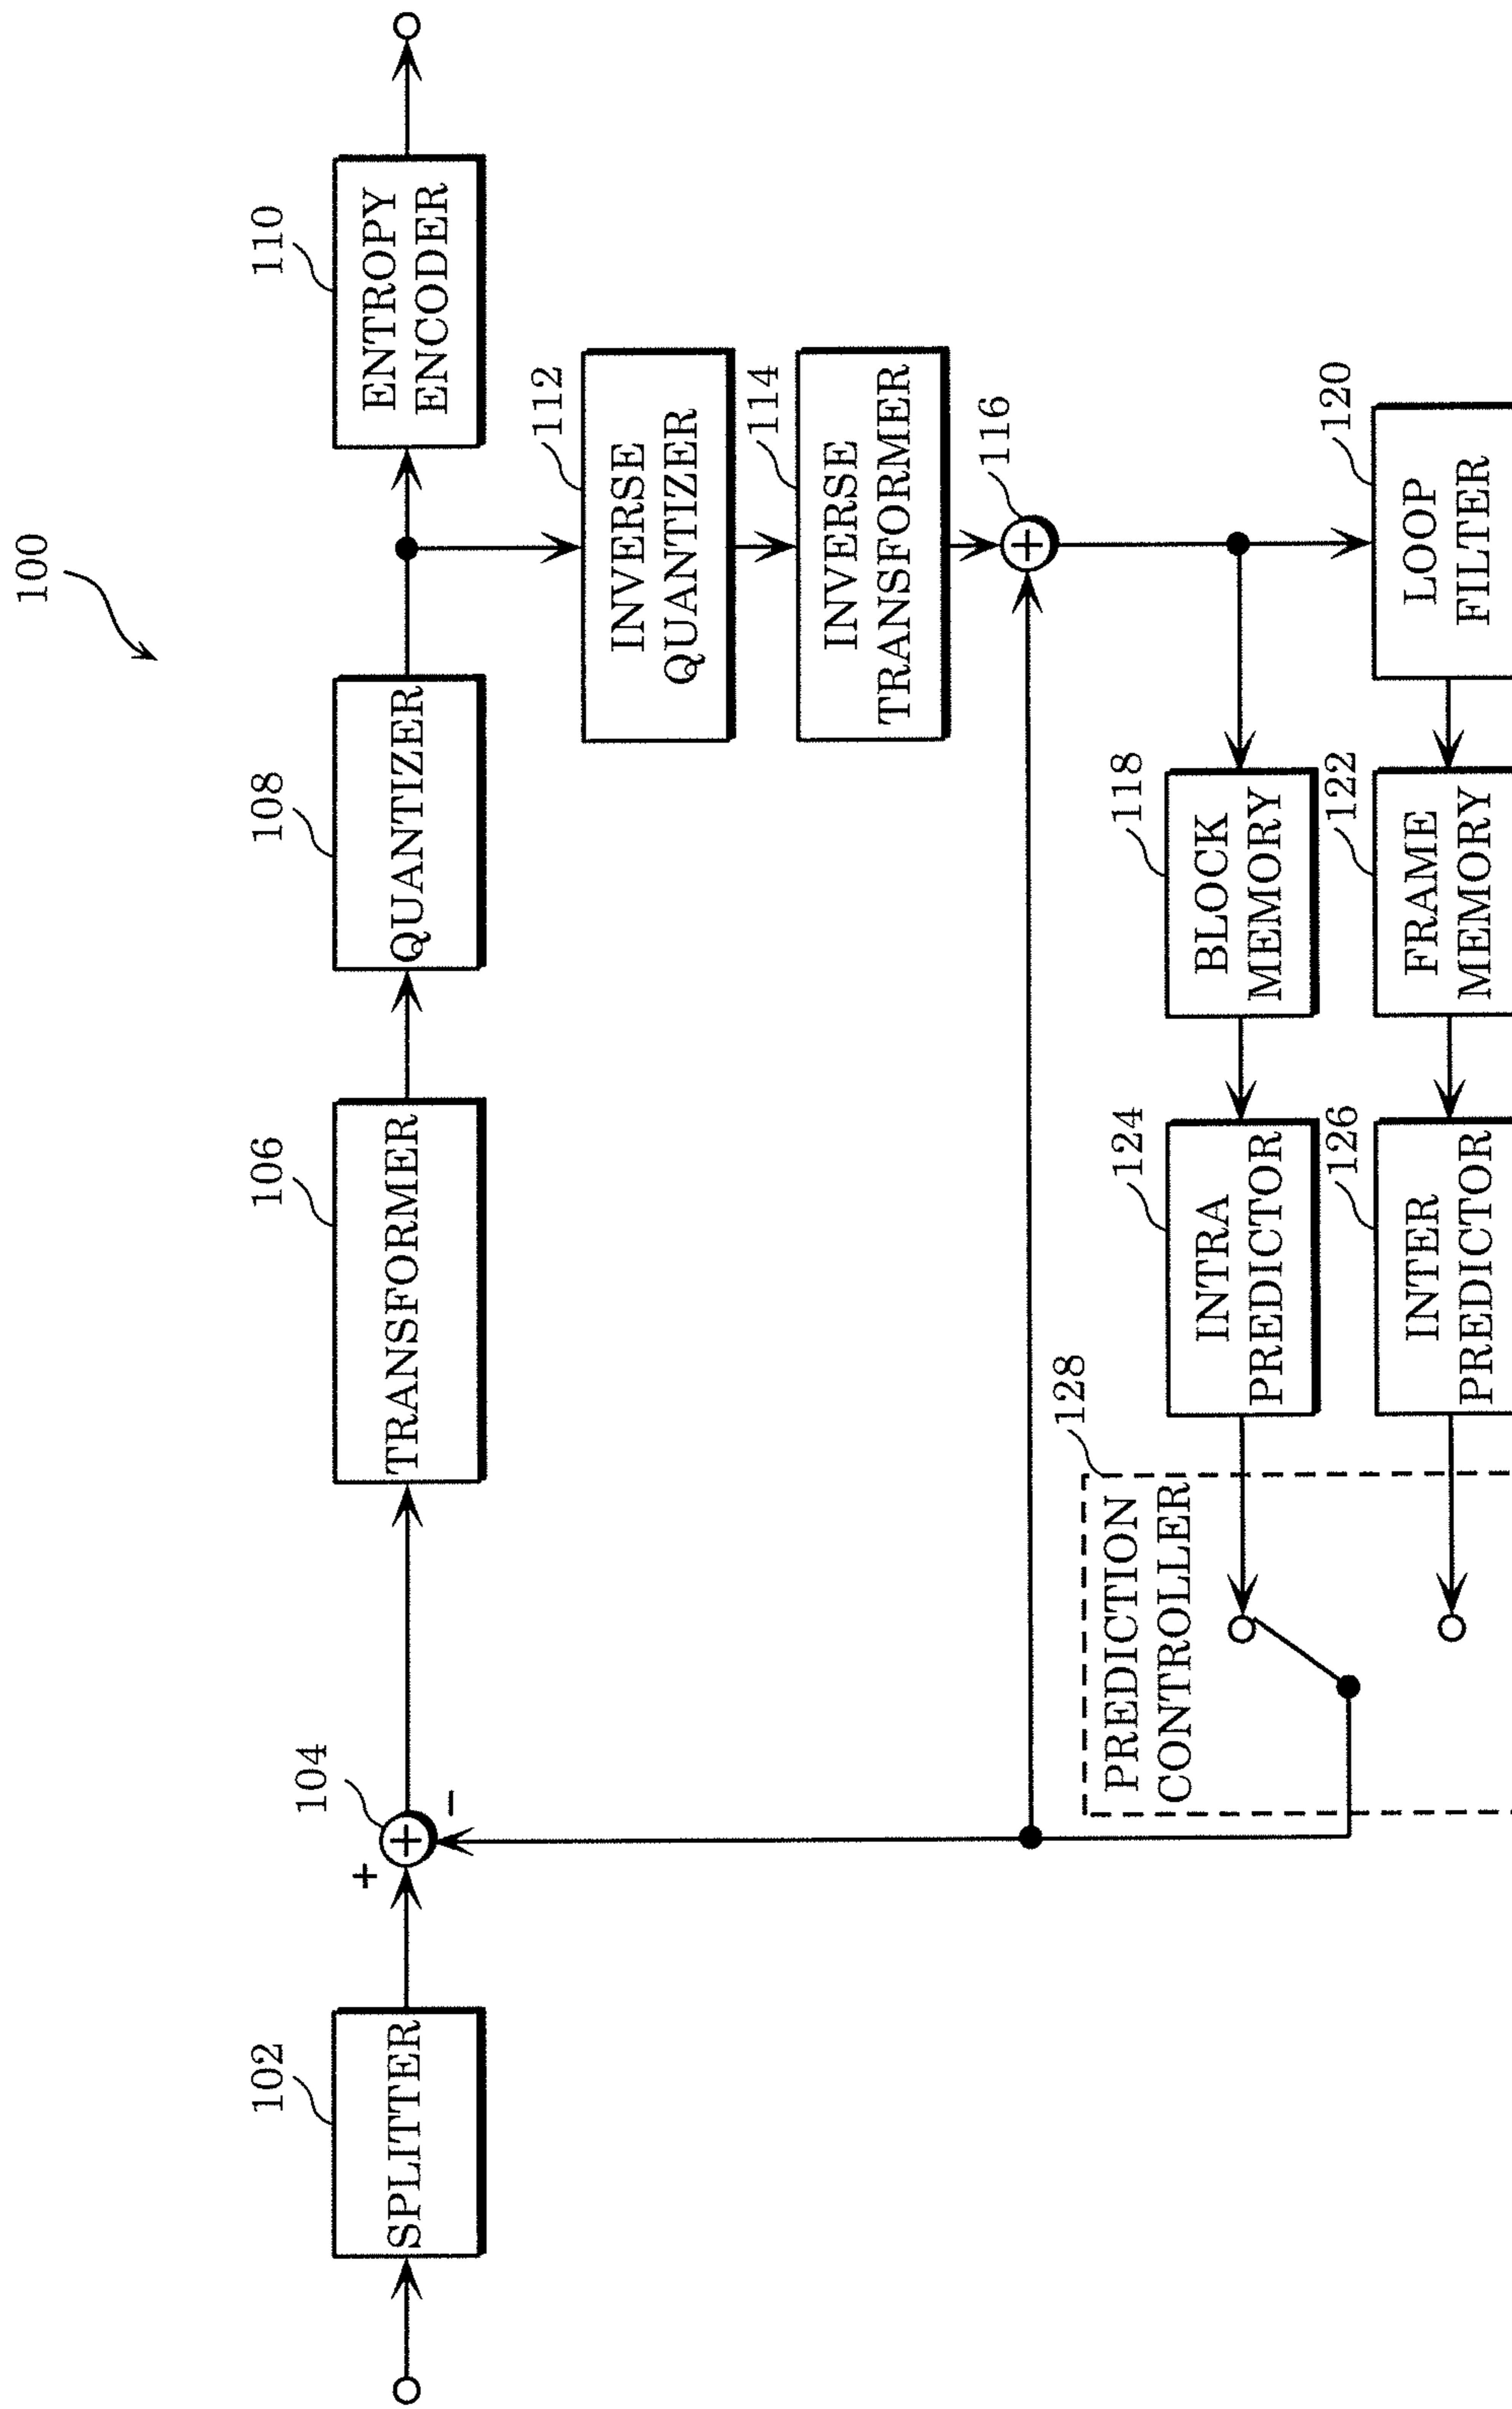 100
102
SPLITTER
104
+
−
106
TRANSFORMER
108
QUANTIZER
110
ENTROPY
ENCODER
112
INVERSE
QUANTIZER
114
INVERSE
TRANSFORMER
116
+
+
128
PREDICTION
CONTROLLER
124
INTRA
PREDICTOR
118
BLOCK
MEMORY
126
INTER
PREDICTOR
122
FRAME
MEMORY
120
LOOP
FILTER